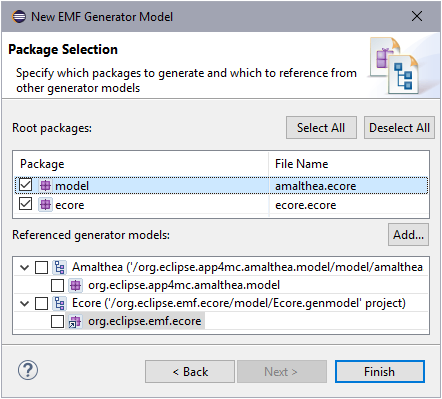 New EMF Generator Model
Package Selection
Specify which packages to generate and which to reference from
other generator models
Root packages:
Select All
Deselect All
Package
File Name
model
amalthea.ecore
ecore
ecore.ecore
Referenced generator models:
Add...
Amalthea ('/org.eclipse.app4mc.amalthea.model/model/amalthea
org.eclipse.app4mc.amalthea.model
Ecore ('/org.eclipse.emf.ecore/model/Ecore.genmodel' project)
org.eclipse.emf.ecore
?
< Back
Next >
Finish